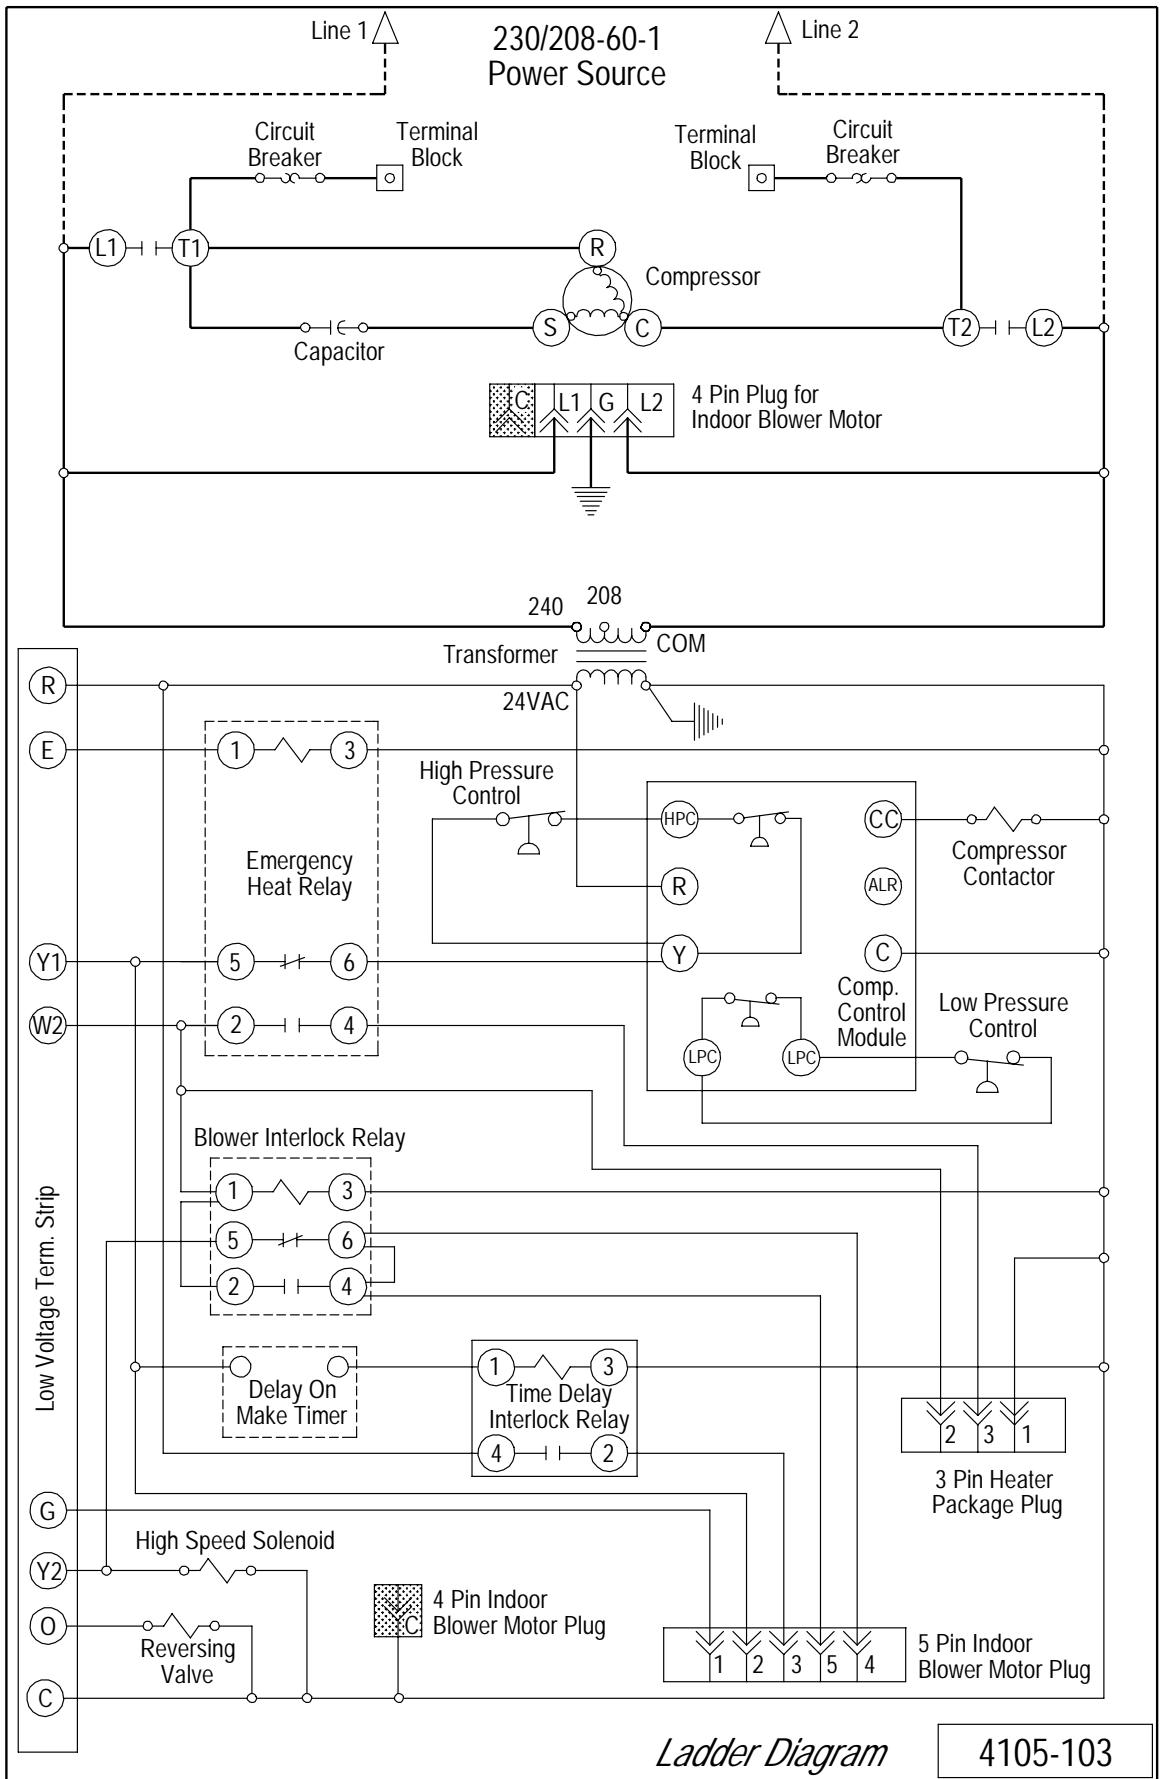 Line 1
230/208-60-1
Power Source
Line 2
Circuit
Breaker
Terminal
Block
Terminal
Block
Circuit
Breaker
L1
T1
R
Compressor
S
C
T2
L2
Capacitor
C
L1
G
L2
4 Pin Plug for
Indoor Blower Motor
240
208
COM
Transformer
24VAC
R
E
1
3
High Pressure
Control
HPC
CC
Compressor
Contactor
Emergency
Heat Relay
R
ALR
Y1
5
6
Y
C
Comp.
Control
Module
Low Pressure
Control
W2
2
4
LPC
LPC
Blower Interlock Relay
1
3
5
6
2
4
Low Voltage Term. Strip
Delay On
Make Timer
1
3
Time Delay
Interlock Relay
4
2
2
3
1
3 Pin Heater
Package Plug
G
High Speed Solenoid
Y2
O
Reversing
Valve
C
4 Pin Indoor
Blower Motor Plug
C
1
2
3
5
4
5 Pin Indoor
Blower Motor Plug
Ladder Diagram
4105-103